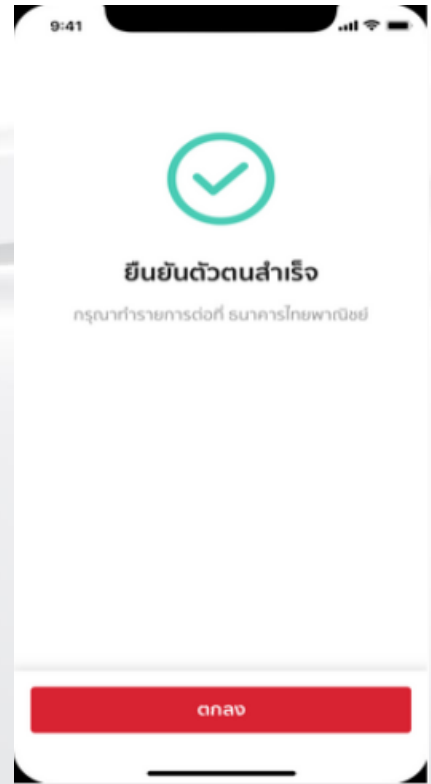 9:41
ยืนยันตัวตนสำเร็จ
กรุณาทำรายการต่อที่ ธนาคารไทยพาณิชย์
ตกลง